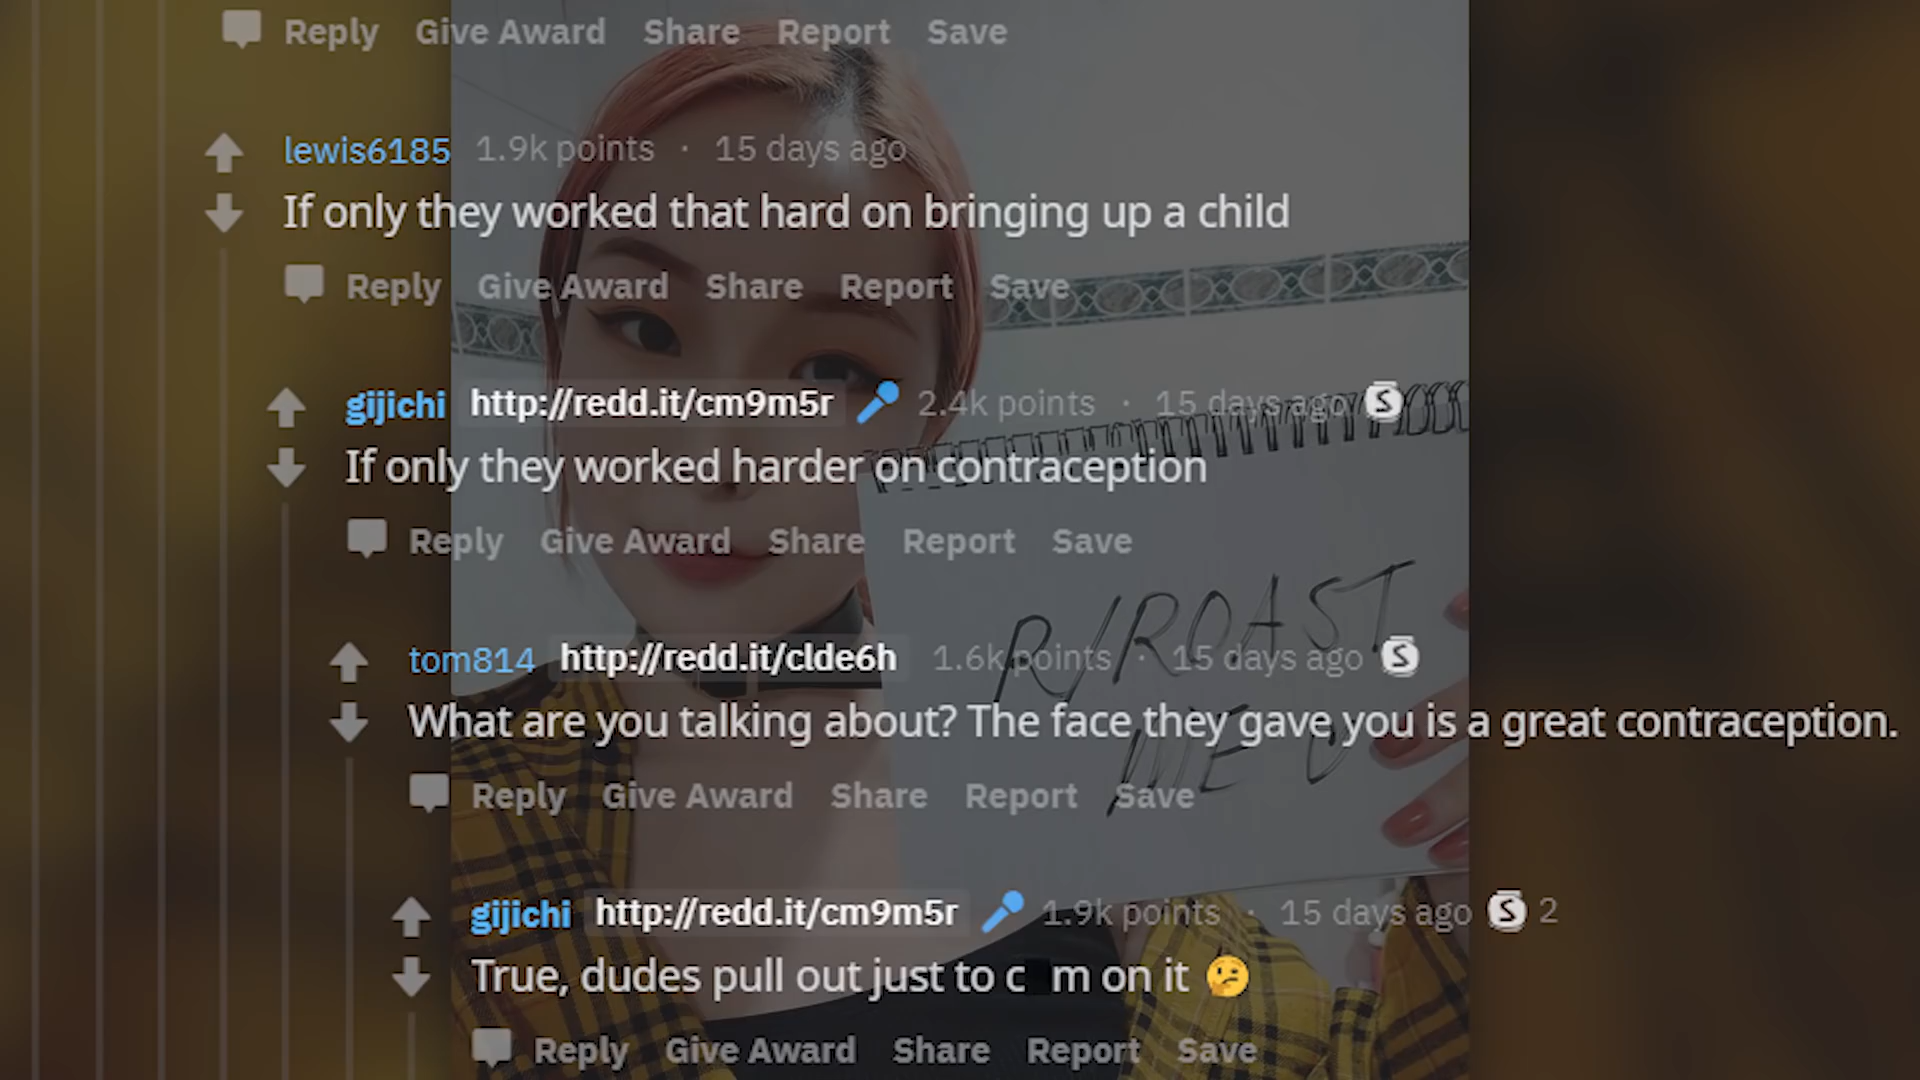 Reply Give Award Share Report Save
lewis6185 1.9k points · 15 days ago
If only they worked that hard on bringing up a child
Reply Give Award Share Report Save
gijichi http://redd.it/cm9m5r 2.4k points · 15 days ago S
If only they worked harder on contraception
Reply Give Award Share Report Save
R/ROAST
tom814 http://redd.it/clde6h 1.6k points · 15 days ago S
What are you talking about? The face they gave you is a great contraception.
ME
Reply Give Award Share Report Save
gijichi http://redd.it/cm9m5r 1.9k points · 15 days ago S 2
True, dudes pull out just to c m on it 🤔
Reply Give Award Share Report Save